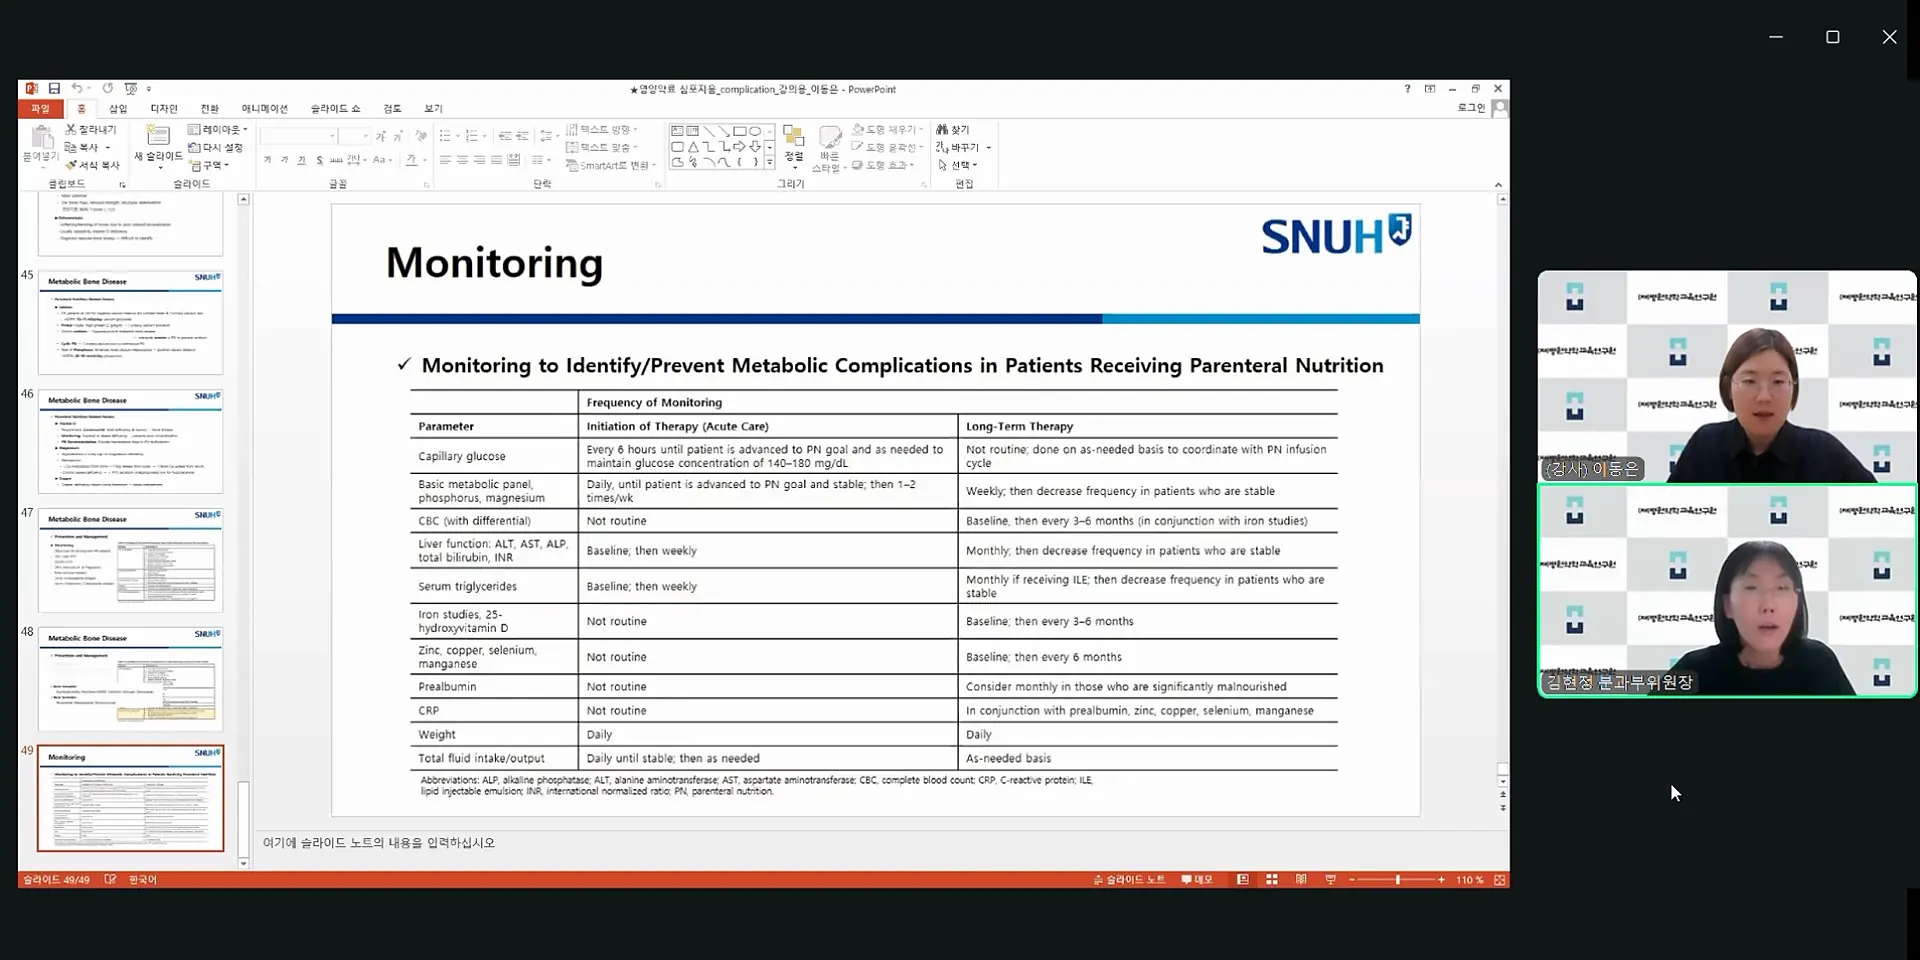 ★영양약료 심포지움_complication_강의용_이동은 - PowerPoint
파일 홈 삽입 디자인 전환 애니메이션 슬라이드 쇼 검토 보기
로그인
붙여넣기
잘라내기
복사
서식 복사
클립보드
새 슬라이드
레이아웃
다시 설정
구역
슬라이드
글꼴
텍스트 방향
텍스트 맞춤
SmartArt로 변환
단락
정렬
빠른 스타일
도형 채우기
도형 윤곽선
도형 효과
그리기
찾기
바꾸기
선택
편집
45
Metabolic Bone Disease
SNUH
46
Metabolic Bone Disease
SNUH
47
Metabolic Bone Disease
SNUH
48
Metabolic Bone Disease
SNUH
49
Monitoring
SNUH
SNUH
Monitoring
✓ Monitoring to Identify/Prevent Metabolic Complications in Patients Receiving Parenteral Nutrition
Frequency of Monitoring
Parameter Initiation of Therapy (Acute Care) Long-Term Therapy
Capillary glucose
Every 6 hours until patient is advanced to PN goal and as needed to
maintain glucose concentration of 140–180 mg/dL
Not routine; done on as-needed basis to coordinate with PN infusion
cycle
Basic metabolic panel,
phosphorus, magnesium
Daily, until patient is advanced to PN goal and stable; then 1–2
times/wk
Weekly; then decrease frequency in patients who are stable
CBC (with differential) Not routine Baseline, then every 3–6 months (in conjunction with iron studies)
Liver function: ALT, AST, ALP,
total bilirubin, INR
Baseline; then weekly
Monthly; then decrease frequency in patients who are stable
Serum triglycerides
Baseline; then weekly
Monthly if receiving ILE; then decrease frequency in patients who are
stable
Iron studies, 25-
hydroxyvitamin D
Not routine
Baseline; then every 3–6 months
Zinc, copper, selenium,
manganese
Not routine
Baseline; then every 6 months
Prealbumin Not routine Consider monthly in those who are significantly malnourished
CRP Not routine In conjunction with prealbumin, zinc, copper, selenium, manganese
Weight Daily Daily
Total fluid intake/output Daily until stable; then as needed As-needed basis
Abbreviations: ALP, alkaline phosphatase; ALT, alanine aminotransferase; AST, aspartate aminotransferase; CBC, complete blood count; CRP, C-reactive protein; ILE,
lipid injectable emulsion; INR, international normalized ratio; PN, parenteral nutrition.
여기에 슬라이드 노트의 내용을 입력하십시오
슬라이드 49/49 한국어
슬라이드 노트 메모 110 %
(강사) 이동은
김현정 분과부위원장